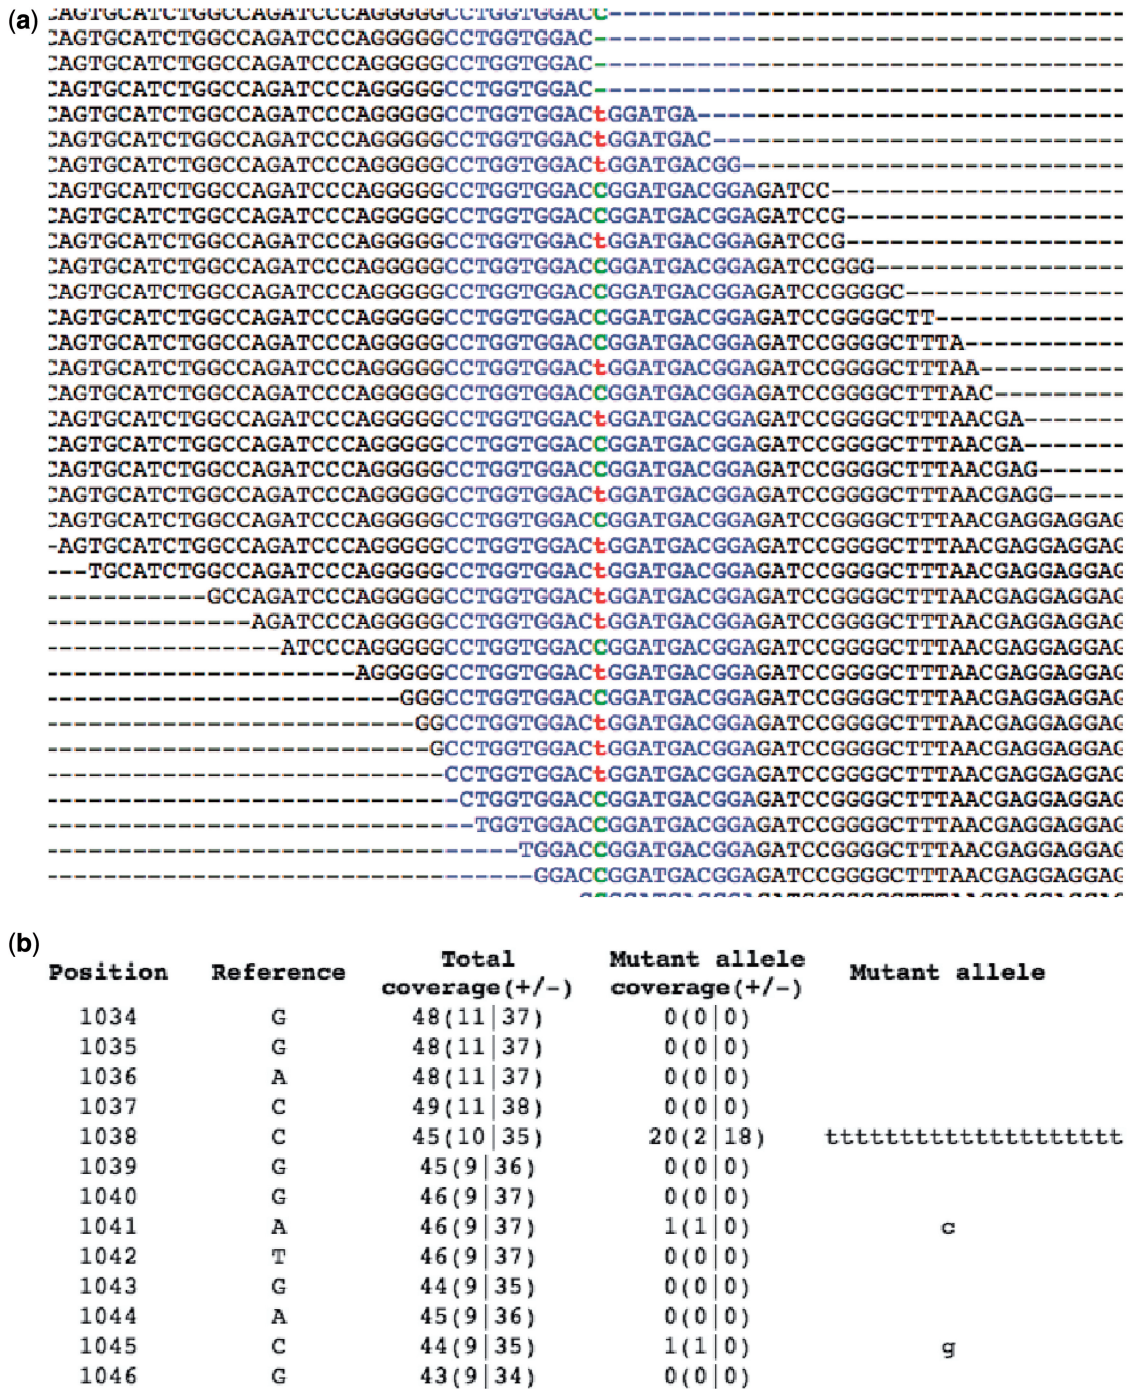 (a)
CAGTGCATCTGGCCAGATCCCAGGGGGCCTGGTGGACC-----------------------------------
CAGTGCATCTGGCCAGATCCCAGGGGGCCTGGTGGAC------------------------------------
CAGTGCATCTGGCCAGATCCCAGGGGGCCTGGTGGAC------------------------------------
CAGTGCATCTGGCCAGATCCCAGGGGGCCTGGTGGAC------------------------------------
CAGTGCATCTGGCCAGATCCCAGGGGGCCTGGTGGACtGGATGA-----------------------------
CAGTGCATCTGGCCAGATCCCAGGGGGCCTGGTGGACtGGATGAC----------------------------
CAGTGCATCTGGCCAGATCCCAGGGGGCCTGGTGGACtGGATGACGG--------------------------
CAGTGCATCTGGCCAGATCCCAGGGGGCCTGGTGGACCGGATGACGGAGATCC--------------------
CAGTGCATCTGGCCAGATCCCAGGGGGCCTGGTGGACCGGATGACGGAGATCCG-------------------
CAGTGCATCTGGCCAGATCCCAGGGGGCCTGGTGGACtGGATGACGGAGATCCG-------------------
CAGTGCATCTGGCCAGATCCCAGGGGGCCTGGTGGACCGGATGACGGAGATCCGGG-----------------
CAGTGCATCTGGCCAGATCCCAGGGGGCCTGGTGGACCGGATGACGGAGATCCGGGGC---------------
CAGTGCATCTGGCCAGATCCCAGGGGGCCTGGTGGACCGGATGACGGAGATCCGGGGCTT-------------
CAGTGCATCTGGCCAGATCCCAGGGGGCCTGGTGGACCGGATGACGGAGATCCGGGGCTTTA-----------
CAGTGCATCTGGCCAGATCCCAGGGGGCCTGGTGGACtGGATGACGGAGATCCGGGGCTTTAA----------
CAGTGCATCTGGCCAGATCCCAGGGGGCCTGGTGGACCGGATGACGGAGATCCGGGGCTTTAAC---------
CAGTGCATCTGGCCAGATCCCAGGGGGCCTGGTGGACtGGATGACGGAGATCCGGGGCTTTAACGA-------
CAGTGCATCTGGCCAGATCCCAGGGGGCCTGGTGGACCGGATGACGGAGATCCGGGGCTTTAACGA-------
CAGTGCATCTGGCCAGATCCCAGGGGGCCTGGTGGACCGGATGACGGAGATCCGGGGCTTTAACGAG------
CAGTGCATCTGGCCAGATCCCAGGGGGCCTGGTGGACtGGATGACGGAGATCCGGGGCTTTAACGAGG-----
CAGTGCATCTGGCCAGATCCCAGGGGGCCTGGTGGACCGGATGACGGAGATCCGGGGCTTTAACGAGGAGGAG
-AGTGCATCTGGCCAGATCCCAGGGGGCCTGGTGGACtGGATGACGGAGATCCGGGGCTTTAACGAGGAGGAG
---TGCATCTGGCCAGATCCCAGGGGGCCTGGTGGACtGGATGACGGAGATCCGGGGCTTTAACGAGGAGGAG
-----------GCCAGATCCCAGGGGGCCTGGTGGACtGGATGACGGAGATCCGGGGCTTTAACGAGGAGGAG
--------------AGATCCCAGGGGGCCTGGTGGACtGGATGACGGAGATCCGGGGCTTTAACGAGGAGGAG
----------------ATCCCAGGGGGCCTGGTGGACCGGATGACGGAGATCCGGGGCTTTAACGAGGAGGAG
---------------------AGGGGGCCTGGTGGACtGGATGACGGAGATCCGGGGCTTTAACGAGGAGGAG
------------------------GGGCCTGGTGGACCGGATGACGGAGATCCGGGGCTTTAACGAGGAGGAG
-------------------------GGCCTGGTGGACtGGATGACGGAGATCCGGGGCTTTAACGAGGAGGAG
--------------------------GCCTGGTGGACtGGATGACGGAGATCCGGGGCTTTAACGAGGAGGAG
---------------------------CCTGGTGGACtGGATGACGGAGATCCGGGGCTTTAACGAGGAGGAG
----------------------------CTGGTGGACCGGATGACGGAGATCCGGGGCTTTAACGAGGAGGAG
-----------------------------TGGTGGACCGGATGACGGAGATCCGGGGCTTTAACGAGGAGGAG
--------------------------------TGGACCGGATGACGGAGATCCGGGGCTTTAACGAGGAGGAG
---------------------------------GGACCGGATGACGGAGATCCGGGGCTTTAACGAGGAGGAG
(b)
Position Reference Total coverage(+/-) Mutant allele coverage(+/-) Mutant allele
1034 G 48(11|37) 0(0|0)
1035 G 48(11|37) 0(0|0)
1036 A 48(11|37) 0(0|0)
1037 C 49(11|38) 0(0|0)
1038 C 45(10|35) 20(2|18) tttttttttttttttttttt
1039 G 45(9|36) 0(0|0)
1040 G 46(9|37) 0(0|0)
1041 A 46(9|37) 1(1|0) c
1042 T 46(9|37) 0(0|0)
1043 G 44(9|35) 0(0|0)
1044 A 45(9|36) 0(0|0)
1045 C 44(9|35) 1(1|0) g
1046 G 43(9|34) 0(0|0)